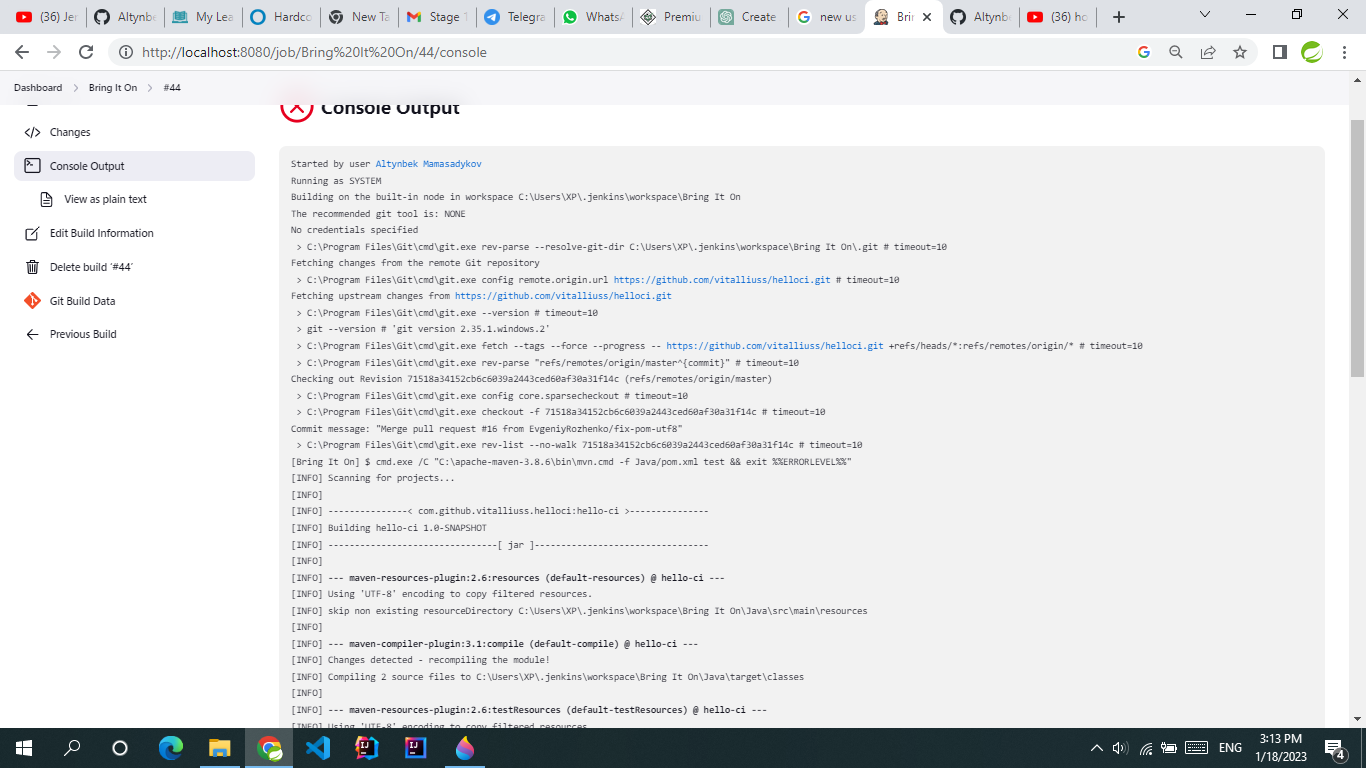 (36) Jer
Altynbe
My Lea
Hardco
New Ta
Stage T
Telegra
WhatsA
Premiu
Create
new us
Brin
Altynbe
(36) ho
http://localhost:8080/job/Bring%20It%20On/44/console
Dashboard
Bring It On
#44
Console Output
Changes
Console Output
View as plain text
Edit Build Information
Delete build '#44'
Git Build Data
Previous Build
Started by user Altynbek Mamasadykov
Running as SYSTEM
Building on the built-in node in workspace C:\Users\XP\.jenkins\workspace\Bring It On
The recommended git tool is: NONE
No credentials specified
> C:\Program Files\Git\cmd\git.exe rev-parse --resolve-git-dir C:\Users\XP\.jenkins\workspace\Bring It On\.git # timeout=10
Fetching changes from the remote Git repository
> C:\Program Files\Git\cmd\git.exe config remote.origin.url https://github.com/vitalliuss/helloci.git # timeout=10
Fetching upstream changes from https://github.com/vitalliuss/helloci.git
> C:\Program Files\Git\cmd\git.exe --version # timeout=10
> git --version # 'git version 2.35.1.windows.2'
> C:\Program Files\Git\cmd\git.exe fetch --tags --force --progress -- https://github.com/vitalliuss/helloci.git +refs/heads/*:refs/remotes/origin/* # timeout=10
> C:\Program Files\Git\cmd\git.exe rev-parse "refs/remotes/origin/master^{commit}" # timeout=10
Checking out Revision 71518a34152cb6c6039a2443ced60af30a31f14c (refs/remotes/origin/master)
> C:\Program Files\Git\cmd\git.exe config core.sparsecheckout # timeout=10
> C:\Program Files\Git\cmd\git.exe checkout -f 71518a34152cb6c6039a2443ced60af30a31f14c # timeout=10
Commit message: "Merge pull request #16 from EvgeniyRozhenko/fix-pom-utf8"
> C:\Program Files\Git\cmd\git.exe rev-list --no-walk 71518a34152cb6c6039a2443ced60af30a31f14c # timeout=10
[Bring It On] $ cmd.exe /C "C:\apache-maven-3.8.6\bin\mvn.cmd -f Java/pom.xml test && exit %%ERRORLEVEL%%"
[INFO] Scanning for projects...
[INFO]
[INFO] ---------------< com.github.vitalliuss.helloci:hello-ci >---------------
[INFO] Building hello-ci 1.0-SNAPSHOT
[INFO] --------------------------------[ jar ]---------------------------------
[INFO]
[INFO] --- maven-resources-plugin:2.6:resources (default-resources) @ hello-ci ---
[INFO] Using 'UTF-8' encoding to copy filtered resources.
[INFO] skip non existing resourceDirectory C:\Users\XP\.jenkins\workspace\Bring It On\Java\src\main\resources
[INFO]
[INFO] --- maven-compiler-plugin:3.1:compile (default-compile) @ hello-ci ---
[INFO] Changes detected - recompiling the module!
[INFO] Compiling 2 source files to C:\Users\XP\.jenkins\workspace\Bring It On\Java\target\classes
[INFO]
[INFO] --- maven-resources-plugin:2.6:testResources (default-testResources) @ hello-ci ---
[INFO] Using 'UTF-8' encoding to copy filtered resources.
ENG
3:13 PM
1/18/2023
4